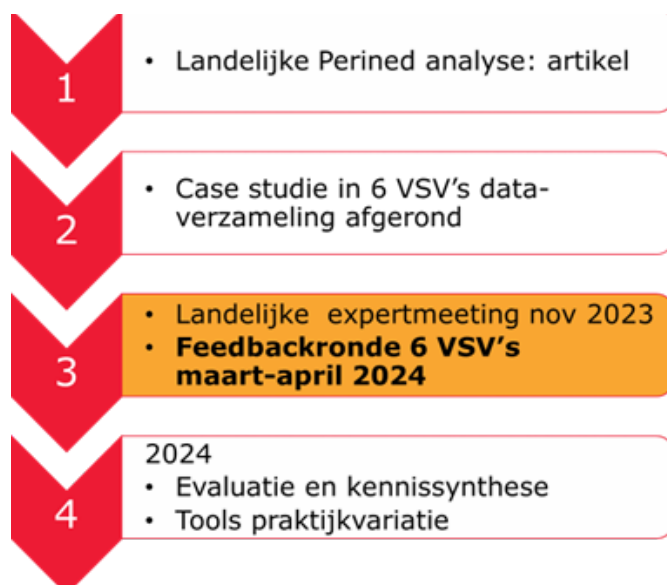 1
• Landelijke Perined analyse: artikel
2
• Case studie in 6 VSV's data-
verzameling afgerond
3
• Landelijke expertmeeting nov 2023
• Feedbackronde 6 VSV's
maart-april 2024
4
2024
• Evaluatie en kennissynthese
• Tools praktijkvariatie